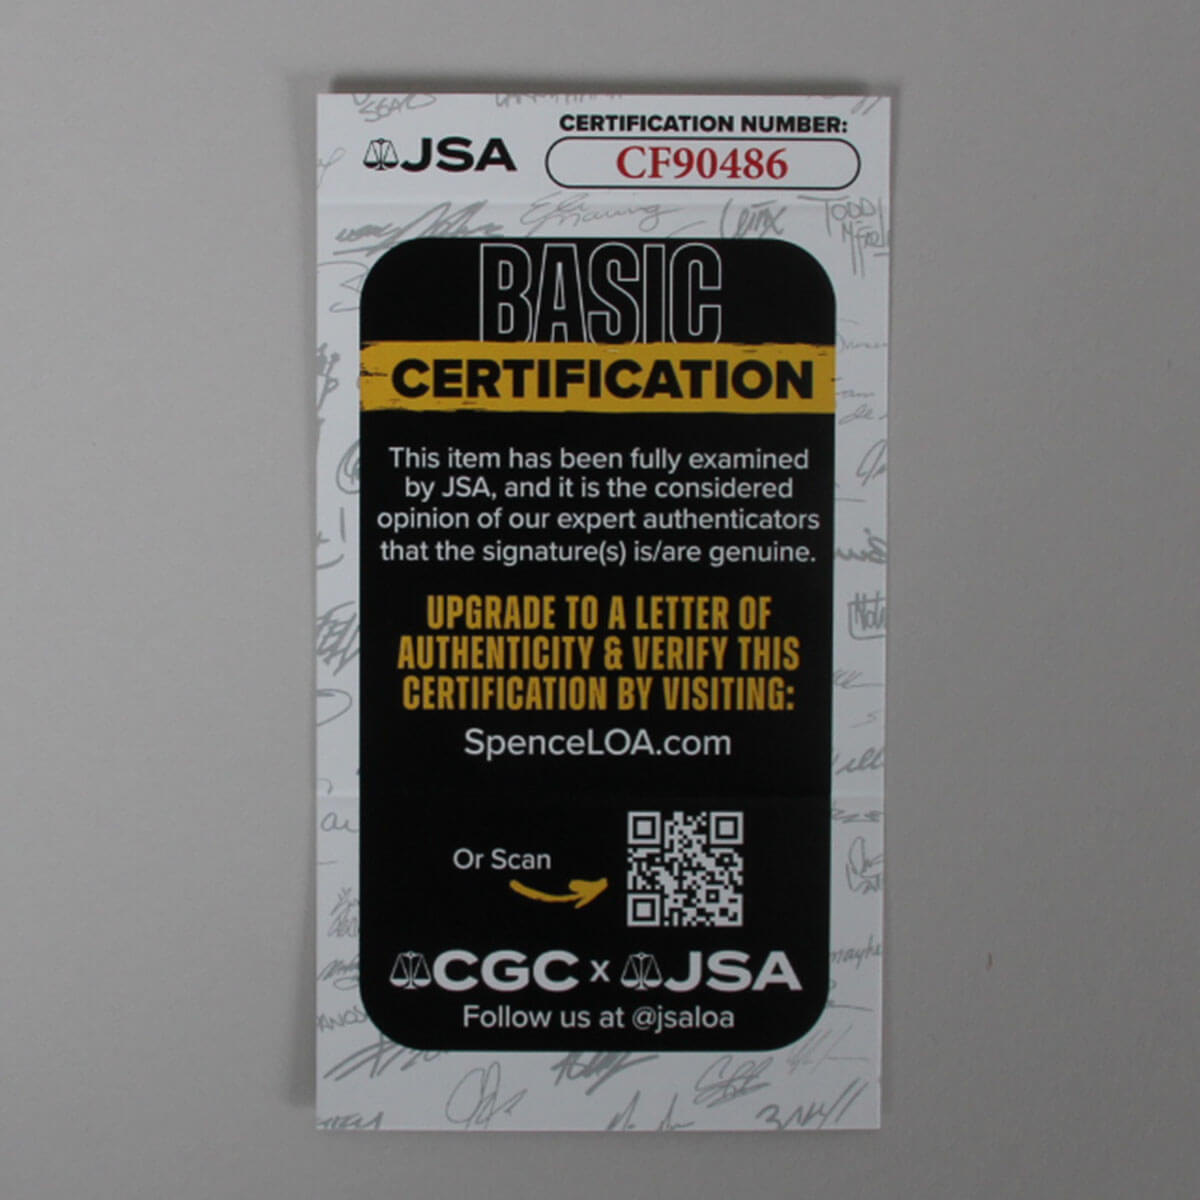 JSA
CERTIFICATION NUMBER:
CF90486
BASIC
CERTIFICATION
This item has been fully examined
by JSA, and it is the considered
opinion of our expert authenticators
that the signature(s) is/are genuine.
UPGRADE TO A LETTER OF
AUTHENTICITY & VERIFY THIS
CERTIFICATION BY VISITING:
SpenceLOA.com
Or Scan
CGC x JSA
Follow us at @jsaloa